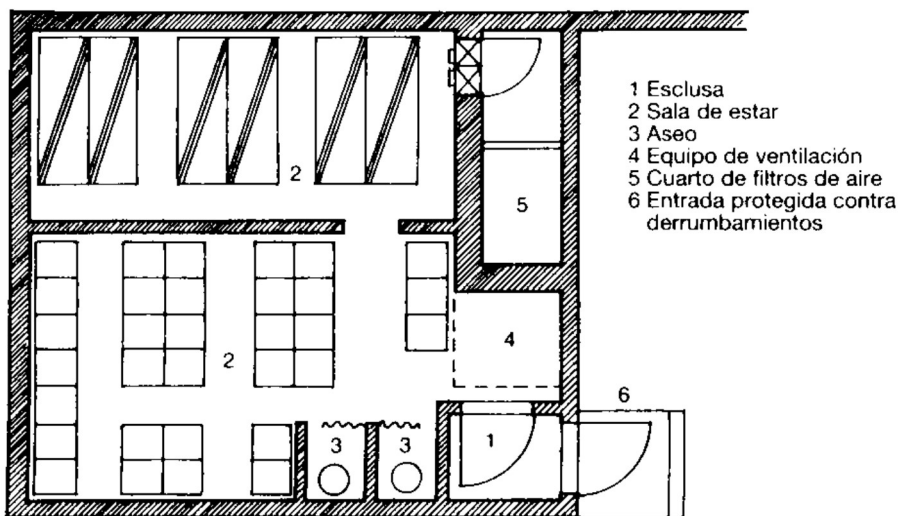 1 Esclusa
2 Sala de estar
3 Aseo
4 Equipo de ventilación
5 Cuarto de filtros de aire
6 Entrada protegida contra
derrumbamientos
2
5
4
2
6
3
3
1